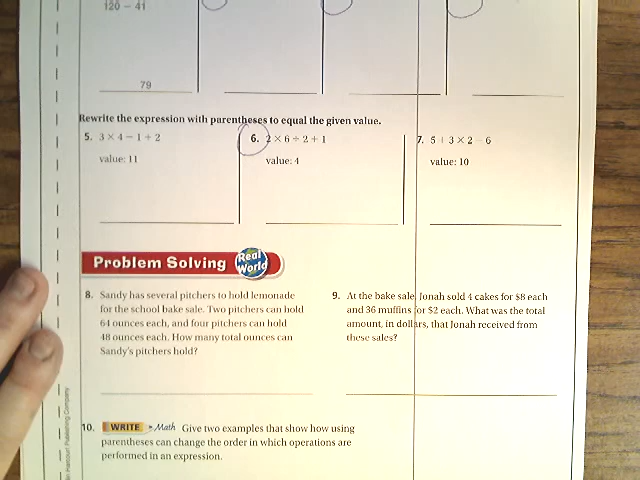 120 − 41
79
Rewrite the expression with parentheses to equal the given value.
5. 3 × 4 − 1 + 2
6. 2 × 6 ÷ 2 + 1
7. 5 + 3 × 2 − 6
value: 11
value: 4
value: 10
Problem Solving Real World
8. Sandy has several pitchers to hold lemonade
for the school bake sale. Two pitchers can hold
64 ounces each, and four pitchers can hold
48 ounces each. How many total ounces can
Sandy's pitchers hold?
9. At the bake sale, Jonah sold 4 cakes for $8 each
and 36 muffins for $2 each. What was the total
amount, in dollars, that Jonah received from
these sales?
10. WRITE Math Give two examples that show how using
parentheses can change the order in which operations are
performed in an expression.
Harcourt Publishing Company